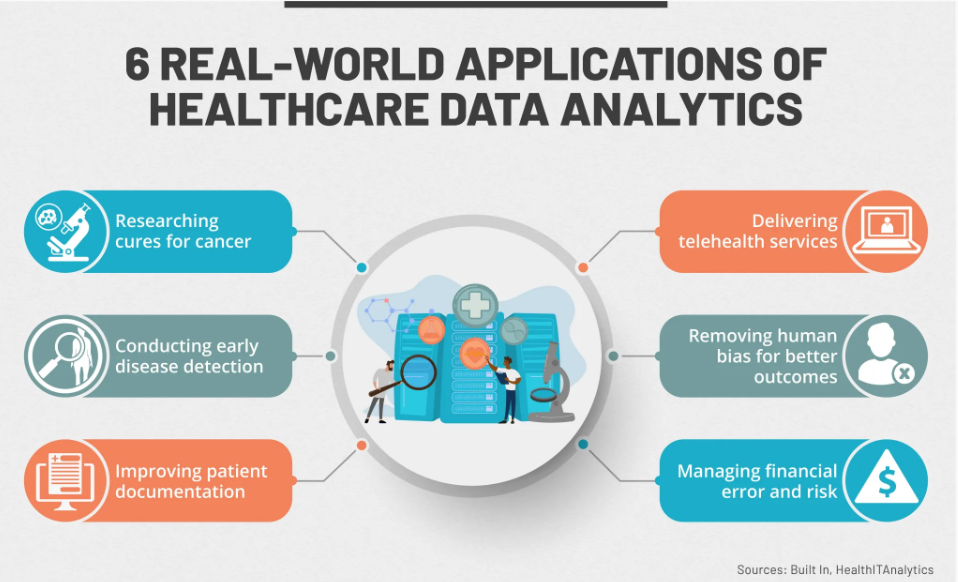 6 REAL-WORLD APPLICATIONS OF
HEALTHCARE DATA ANALYTICS
Researching
cures for cancer
Conducting early
disease detection
Improving patient
documentation
Delivering
telehealth services
Removing human
bias for better
outcomes
Managing financial
error and risk
$
Sources: Built In, HealthITAnalytics